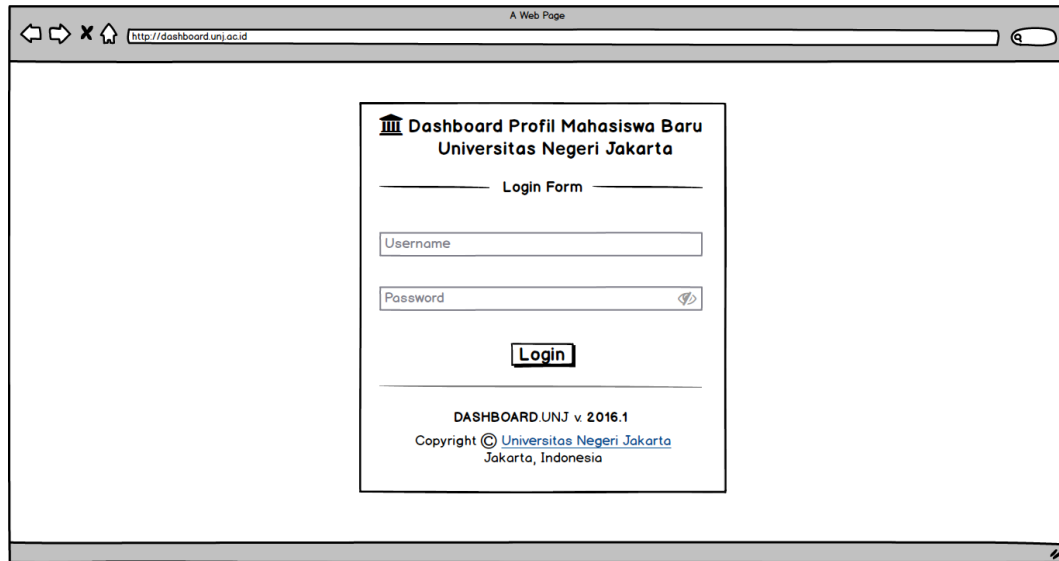 A Web Page
http://dashboard.unj.ac.id
Dashboard Profil Mahasiswa Baru
Universitas Negeri Jakarta
Login Form
Username
Password
Login
DASHBOARD.UNJ v. 2016.1
Copyright © Universitas Negeri Jakarta
Jakarta, Indonesia